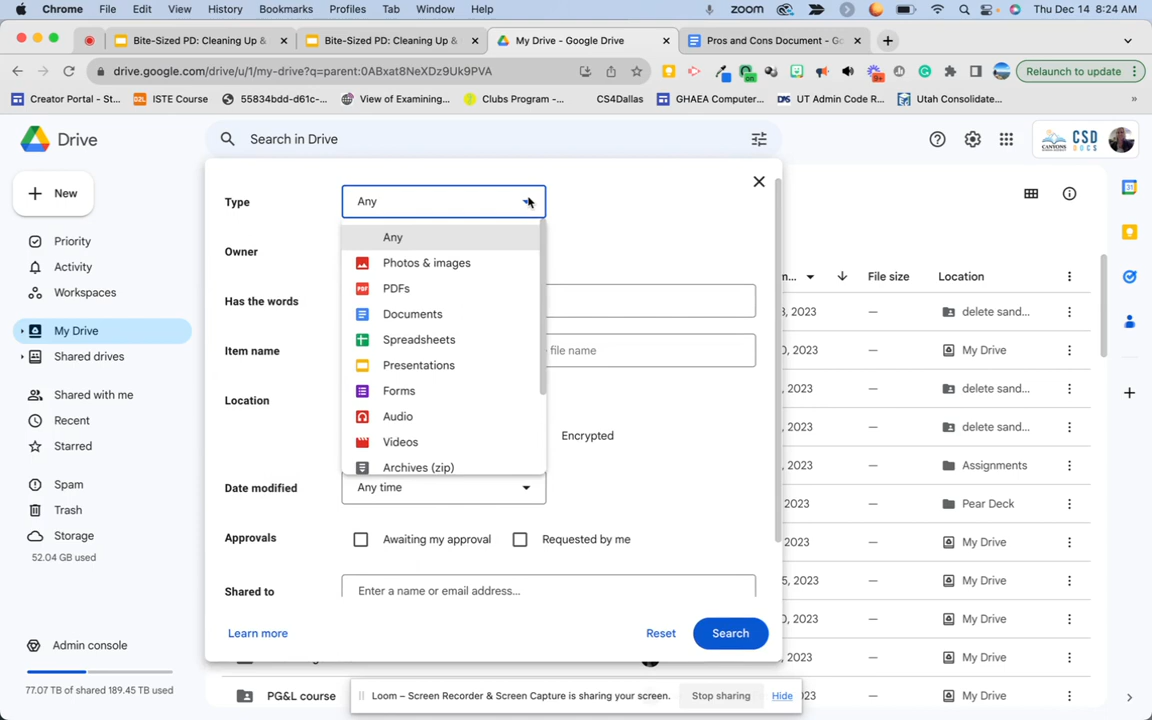 Chrome File Edit View History Bookmarks Profiles Tab Window Help zoom Thu Dec 14 8:24 AM
Bite-Sized PD: Cleaning Up & Bite-Sized PD: Cleaning Up & My Drive - Google Drive Pros and Cons Document - Go
drive.google.com/drive/u/1/my-drive?q=parent:0ABxat8NeXDz9Uk9PVA Relaunch to update
Creator Portal - St... ISTE Course 55834bdd-d61c-... View of Examining... Clubs Program -... CS4Dallas GHAEA Computer... UT Admin Code R... Utah Consolidate...
Drive Search in Drive CSD DOCS
New
Priority
Activity
Workspaces
My Drive
Shared drives
Shared with me
Recent
Starred
Spam
Trash
Storage
52.04 GB used
Admin console
77.07 TB of shared 189.45 TB used
Type Any
Any
Photos & images
PDFs
Documents
Spreadsheets
Presentations
Forms
Audio
Videos
Archives (zip)
Owner
Has the words
Item name file name
Location
Encrypted
Date modified Any time
Approvals Awaiting my approval Requested by me
Shared to Enter a name or email address...
Learn more Reset Search
File size Location
3, 2023 — delete sand...
0, 2023 — My Drive
2023 — delete sand...
2023 — delete sand...
2023 — Assignments
2023 — Pear Deck
2023 — My Drive
5, 2023 — My Drive
2023 — My Drive
2023 — My Drive
2023 — My Drive
PG&L course
Loom – Screen Recorder & Screen Capture is sharing your screen. Stop sharing Hide